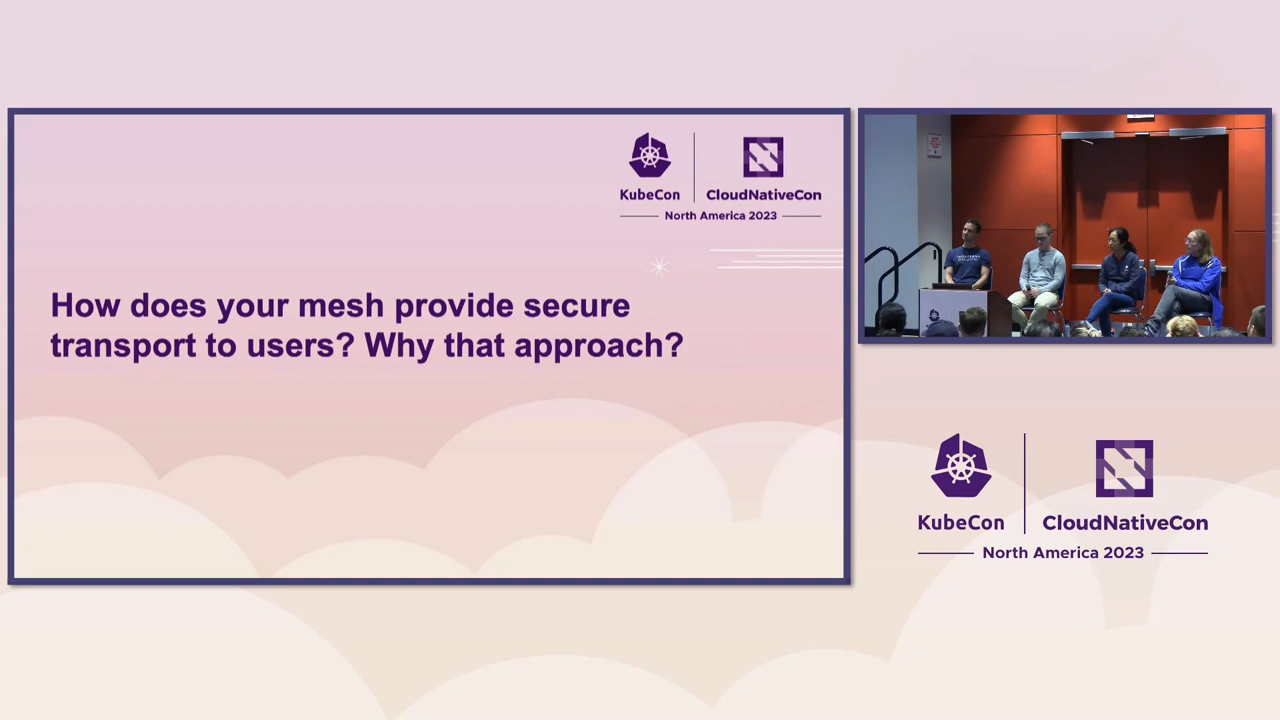 KubeCon
CloudNativeCon
North America 2023
How does your mesh provide secure
transport to users? Why that approach?
KubeCon
CloudNativeCon
North America 2023